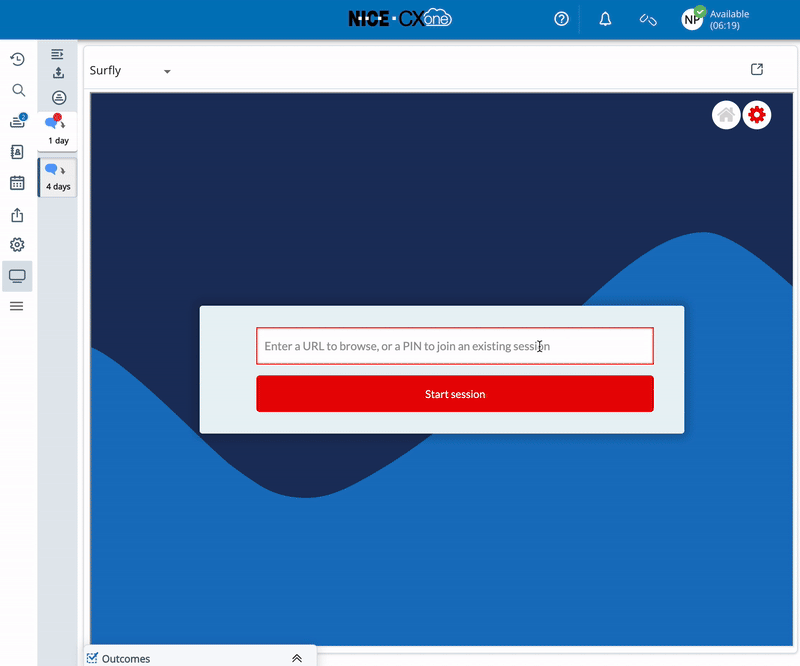 NICE · CXone
NP
Available
(06:19)
Surfly
2
1 day
4 days
Enter a URL to browse, or a PIN to join an existing session
Start session
Outcomes